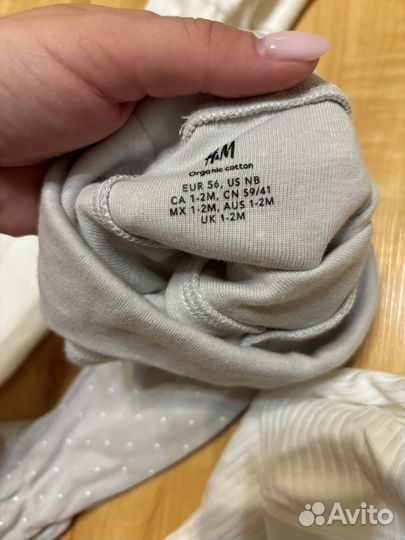 H&M
Organic cotton
EUR 56, US NB
CA 1-2M, CN 59/41
MX 1-2M, AUS 1-2M
UK 1-2M
Avito